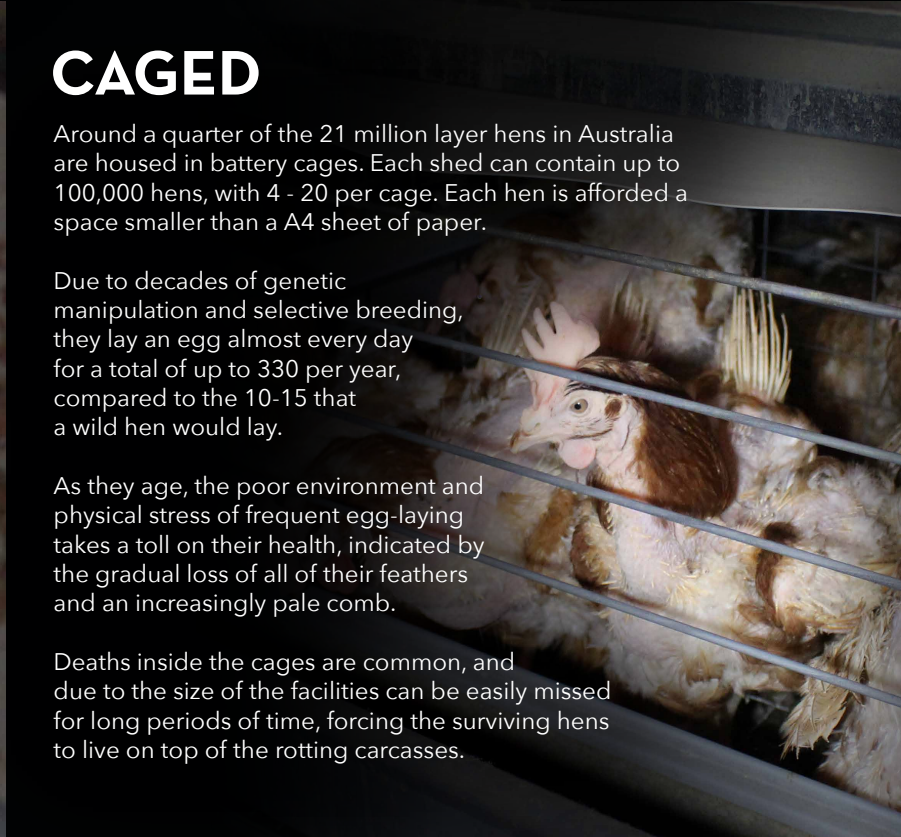 CAGED
Around a quarter of the 21 million layer hens in Australia
are housed in battery cages. Each shed can contain up to
100,000 hens, with 4 - 20 per cage. Each hen is afforded a
space smaller than a A4 sheet of paper.
Due to decades of genetic
manipulation and selective breeding,
they lay an egg almost every day
for a total of up to 330 per year,
compared to the 10-15 that
a wild hen would lay.
As they age, the poor environment and
physical stress of frequent egg-laying
takes a toll on their health, indicated by
the gradual loss of all of their feathers
and an increasingly pale comb.
Deaths inside the cages are common, and
due to the size of the facilities can be easily missed
for long periods of time, forcing the surviving hens
to live on top of the rotting carcasses.